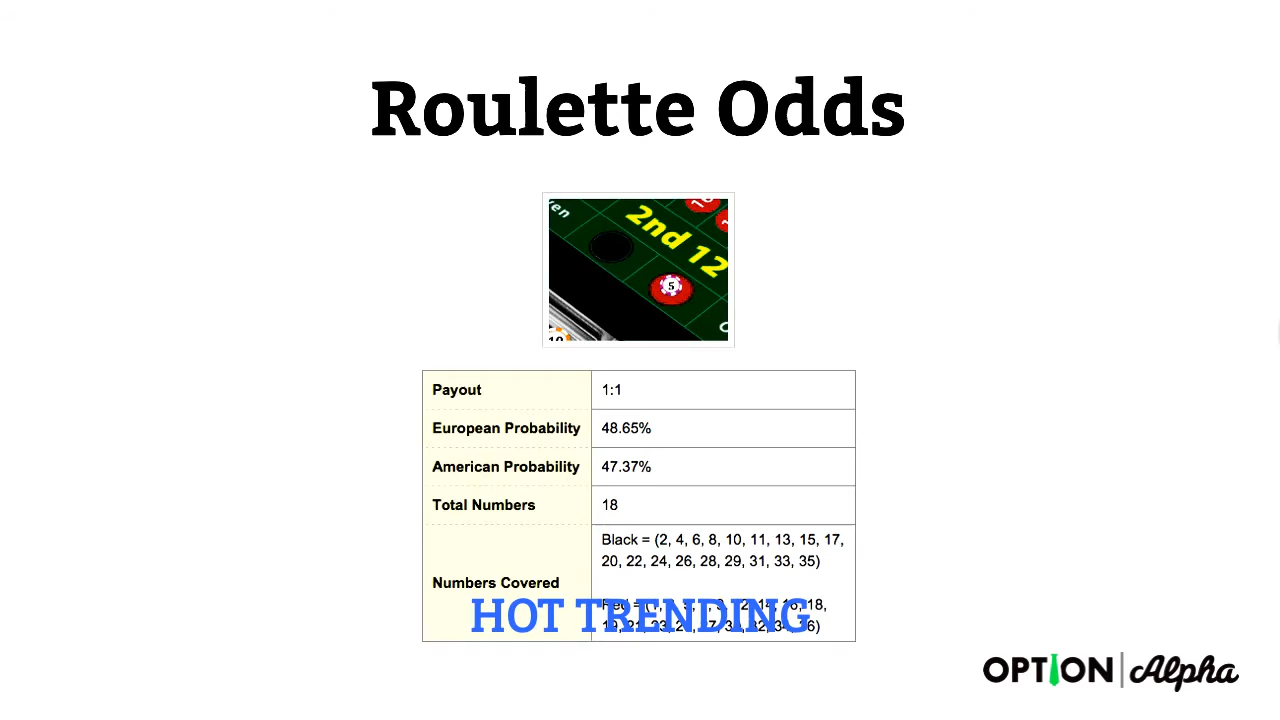 Roulette Odds
2nd 12
5
Payout 1:1
European Probability 48.65%
American Probability 47.37%
Total Numbers 18
Numbers Covered
Black = (2, 4, 6, 8, 10, 11, 13, 15, 17,
20, 22, 24, 26, 28, 29, 31, 33, 35)
HOT TRENDING
OPTION | Alpha